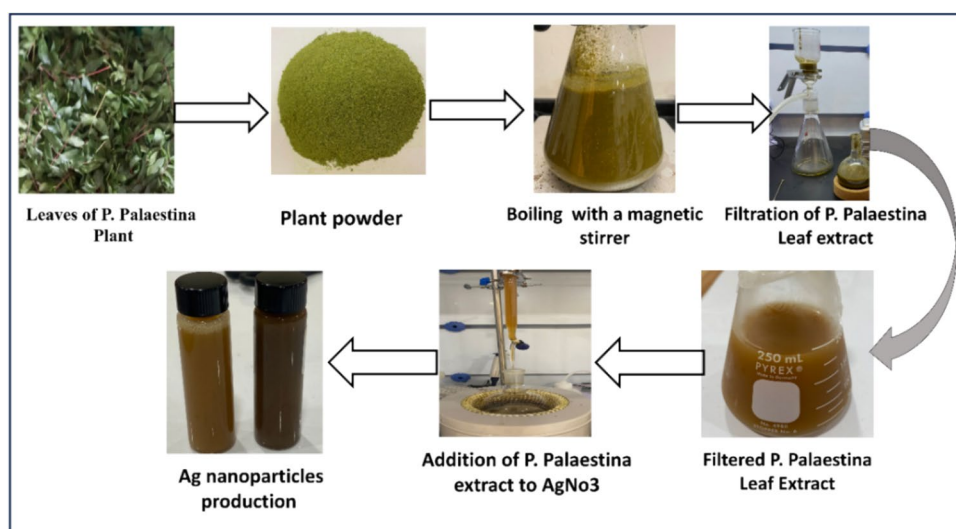 Leaves of P. Palaestina
Plant
Plant powder
Boiling with a magnetic
stirrer
Filtration of P. Palaestina
Leaf extract
250 mL
PYREX®
Filtered P. Palaestina
Leaf Extract
Addition of P. Palaestina
extract to AgNo3
Ag nanoparticles
production